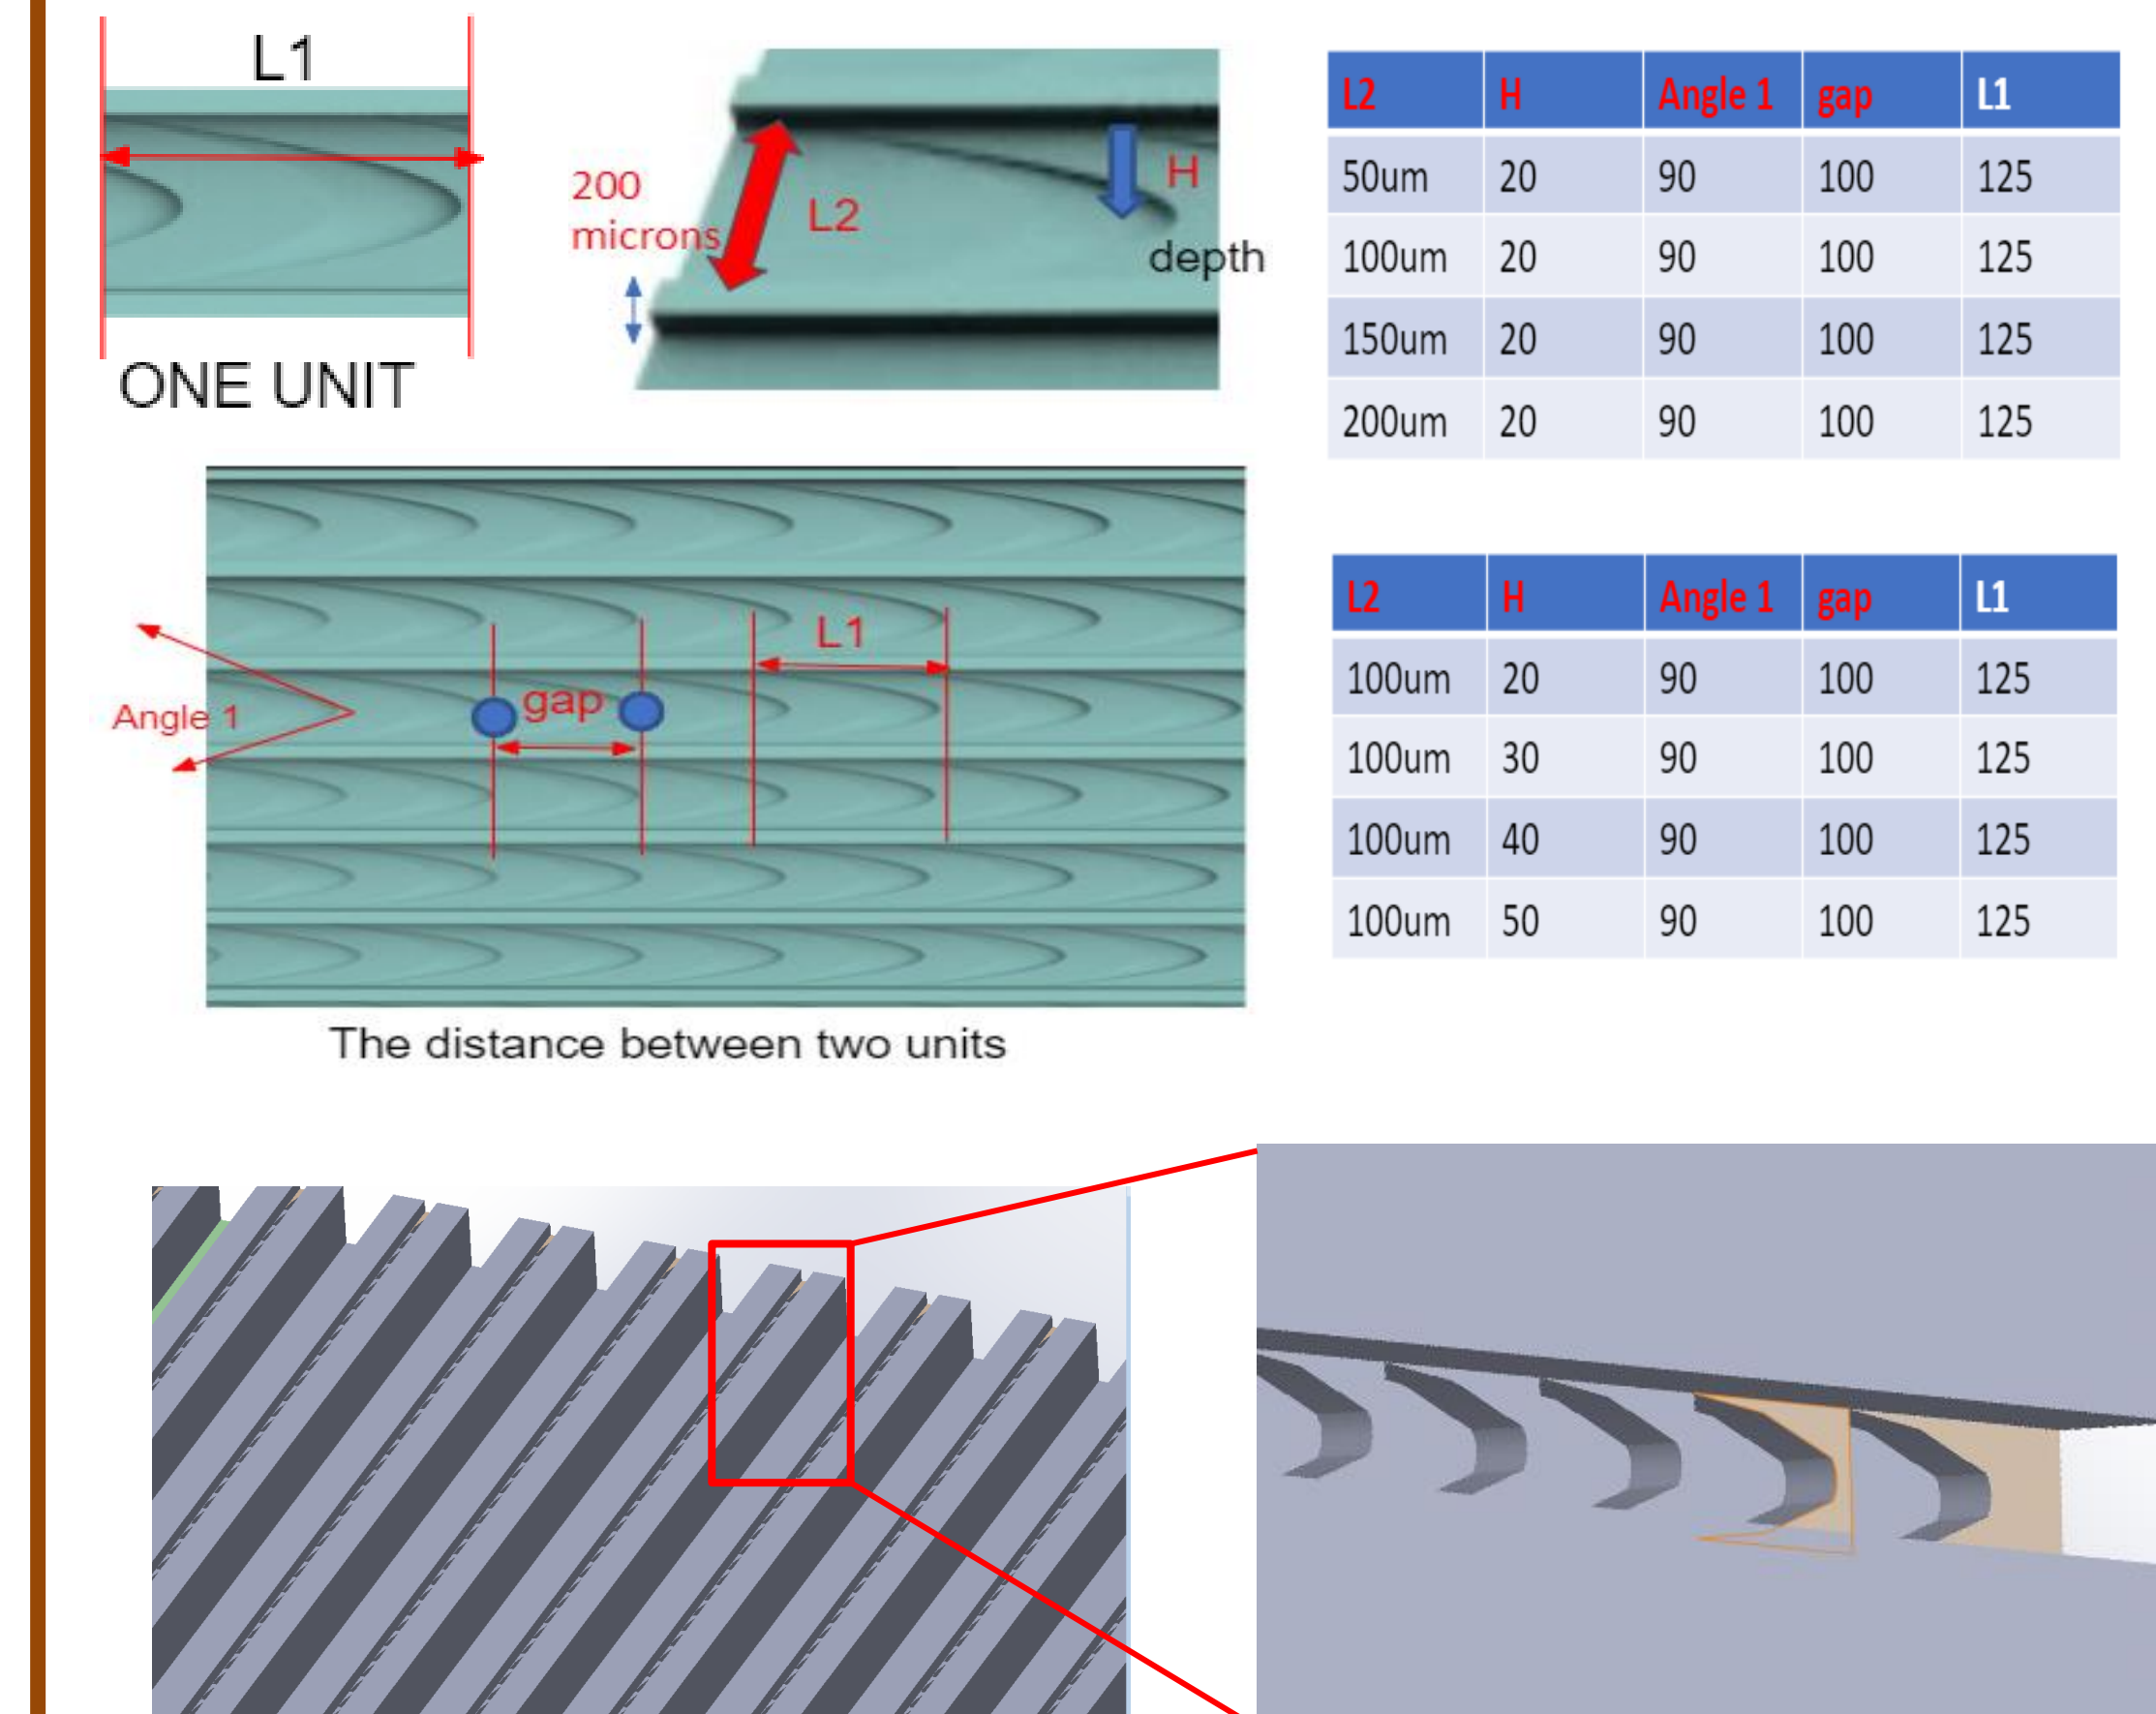 L1
ONE UNIT
200
microns
L2
H
depth
L2 H Angle 1 gap L1
50um 20 90 100 125
100um 20 90 100 125
150um 20 90 100 125
200um 20 90 100 125
Angle 1
gap
L1
The distance between two units
L2 H Angle 1 gap L1
100um 20 90 100 125
100um 30 90 100 125
100um 40 90 100 125
100um 50 90 100 125